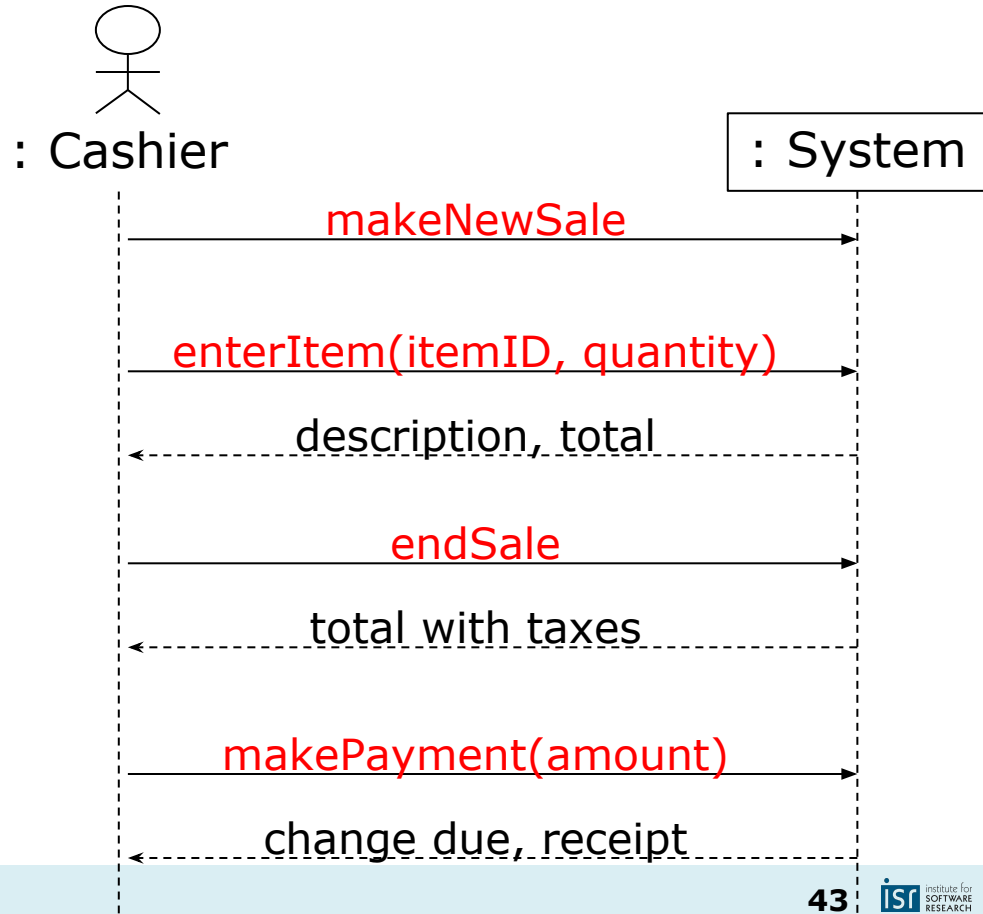 : Cashier
: System
makeNewSale
enterItem(itemID, quantity)
description, total
endSale
total with taxes
makePayment(amount)
change due, receipt
43
isr institute for
SOFTWARE
RESEARCH